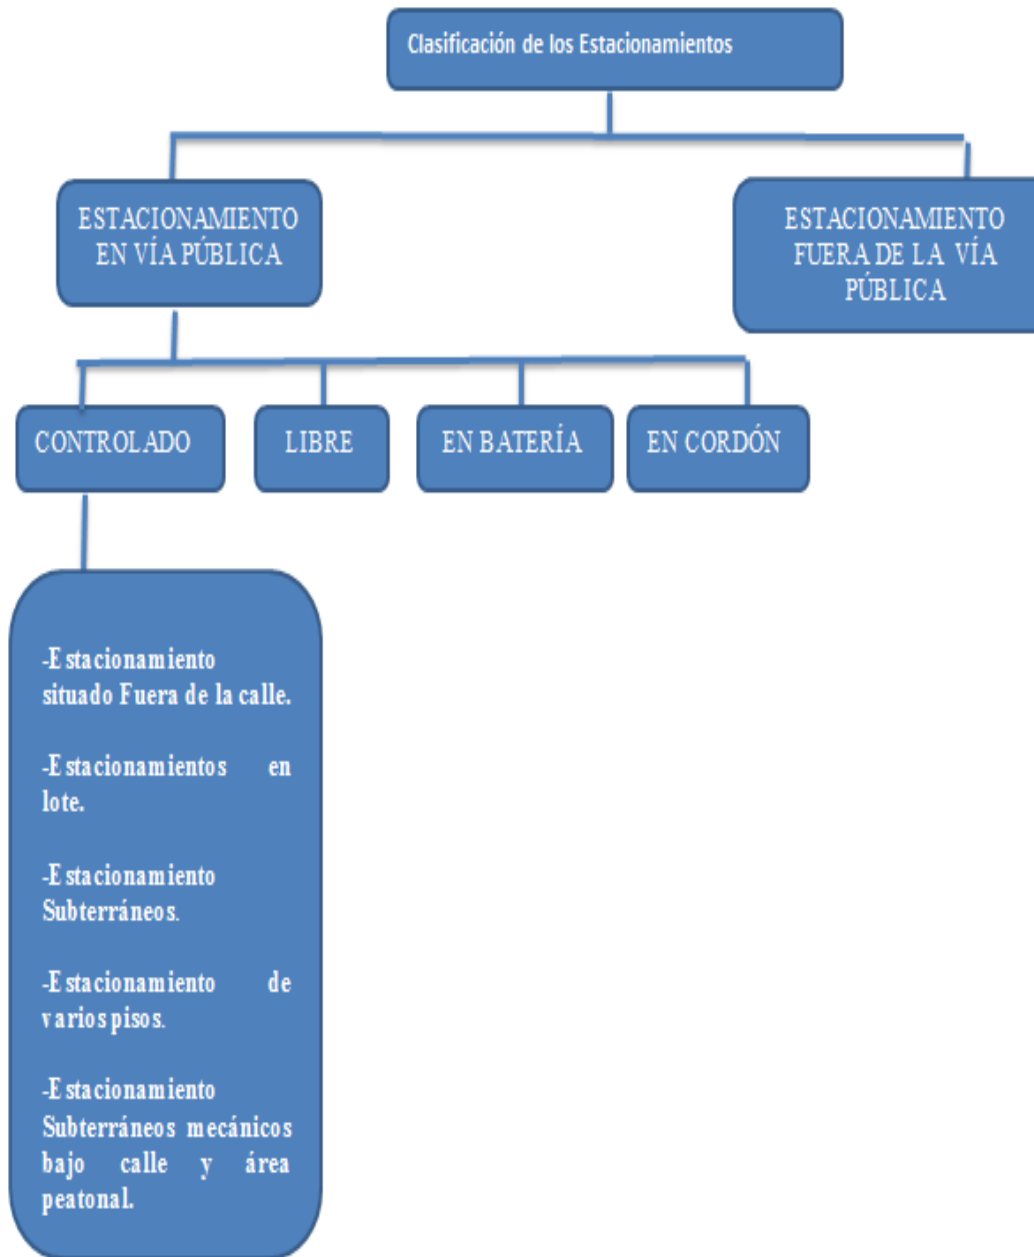 Clasificación de los Estacionamientos
ESTACIONAMIENTO
EN VÍA PÚBLICA
ESTACIONAMIENTO
FUERA DE LA VÍA
PÚBLICA
CONTROLADO
LIBRE
EN BATERÍA
EN CORDÓN
-Estacionamiento
situado Fuera de la calle.
-Estacionamientos en
lote.
-Estacionamiento
Subterráneos.
-Estacionamiento de
varios pisos.
-Estacionamiento
Subterráneos mecánicos
bajo calle y área
peatonal.